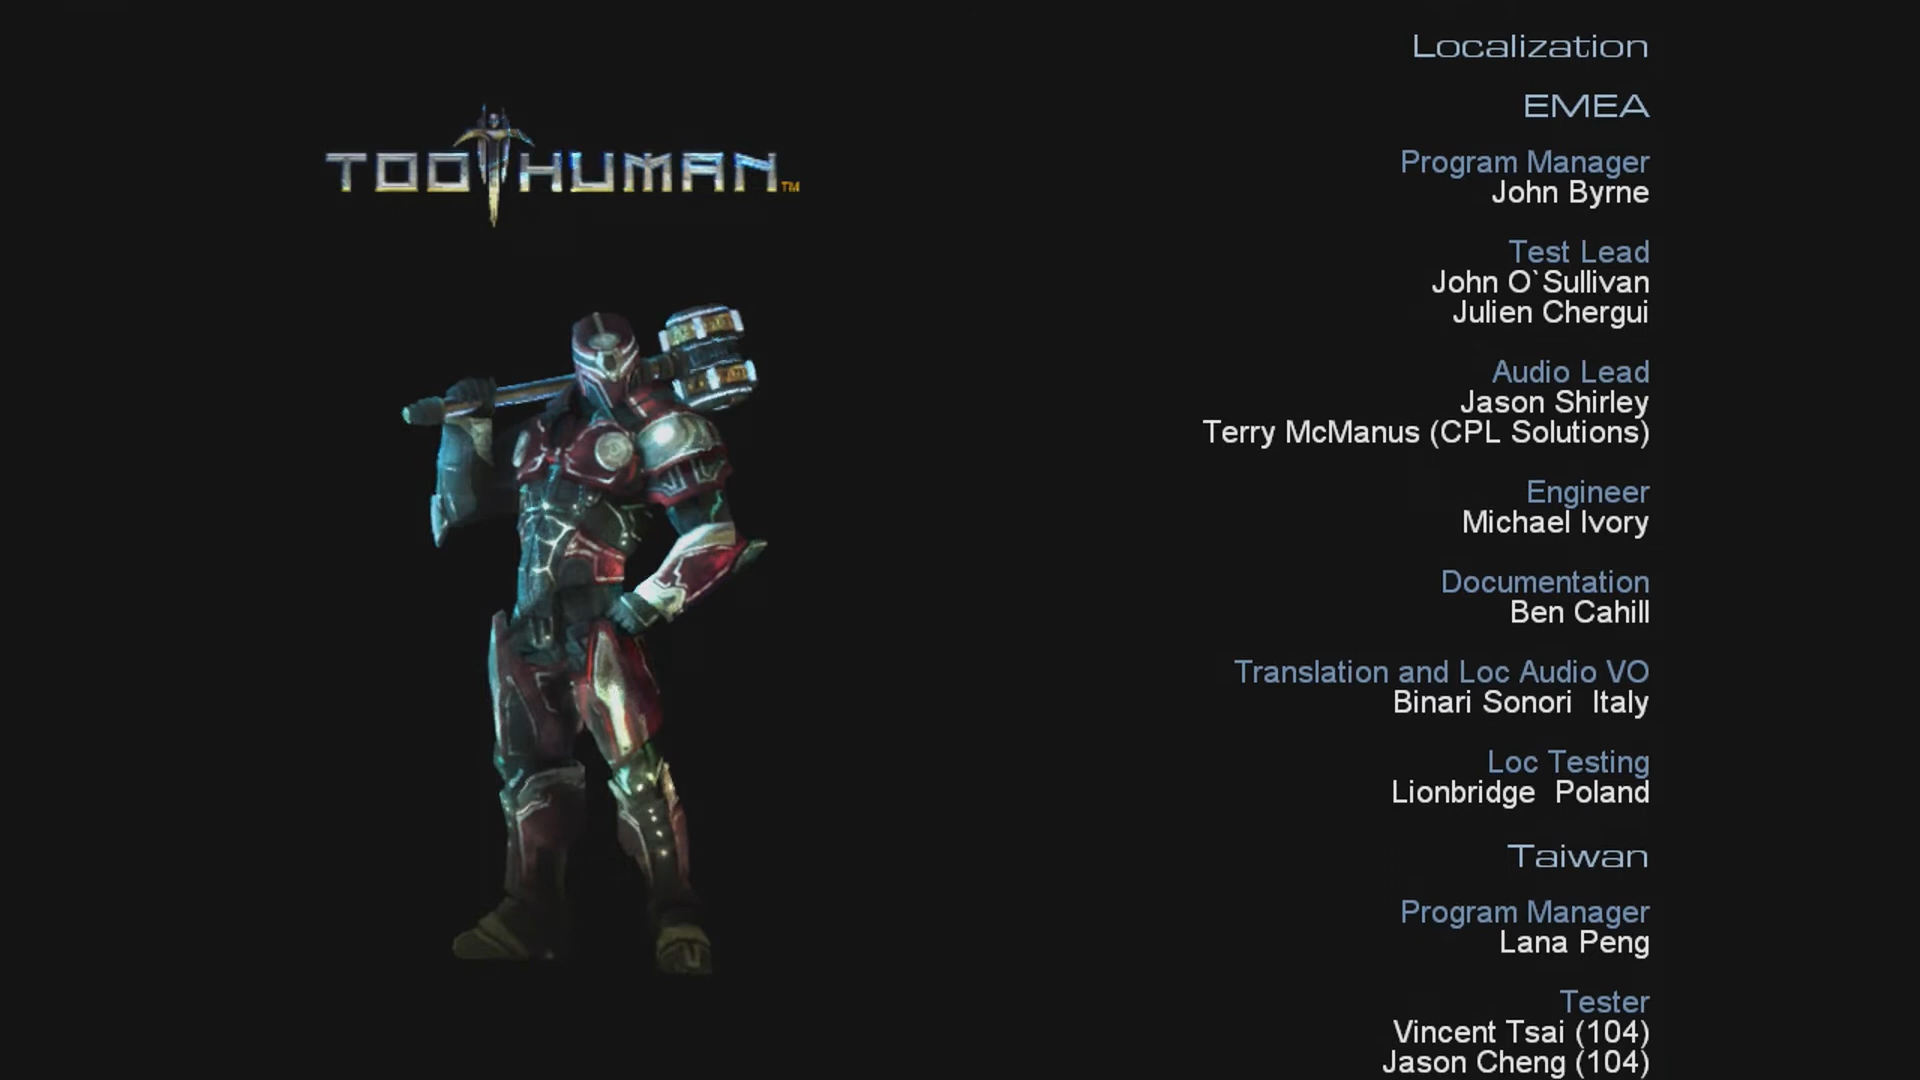 TOO HUMAN™
Localization
EMEA
Program Manager
John Byrne
Test Lead
John O`Sullivan
Julien Chergui
Audio Lead
Jason Shirley
Terry McManus (CPL Solutions)
Engineer
Michael Ivory
Documentation
Ben Cahill
Translation and Loc Audio VO
Binari Sonori  Italy
Loc Testing
Lionbridge  Poland
Taiwan
Program Manager
Lana Peng
Tester
Vincent Tsai (104)
Jason Cheng (104)